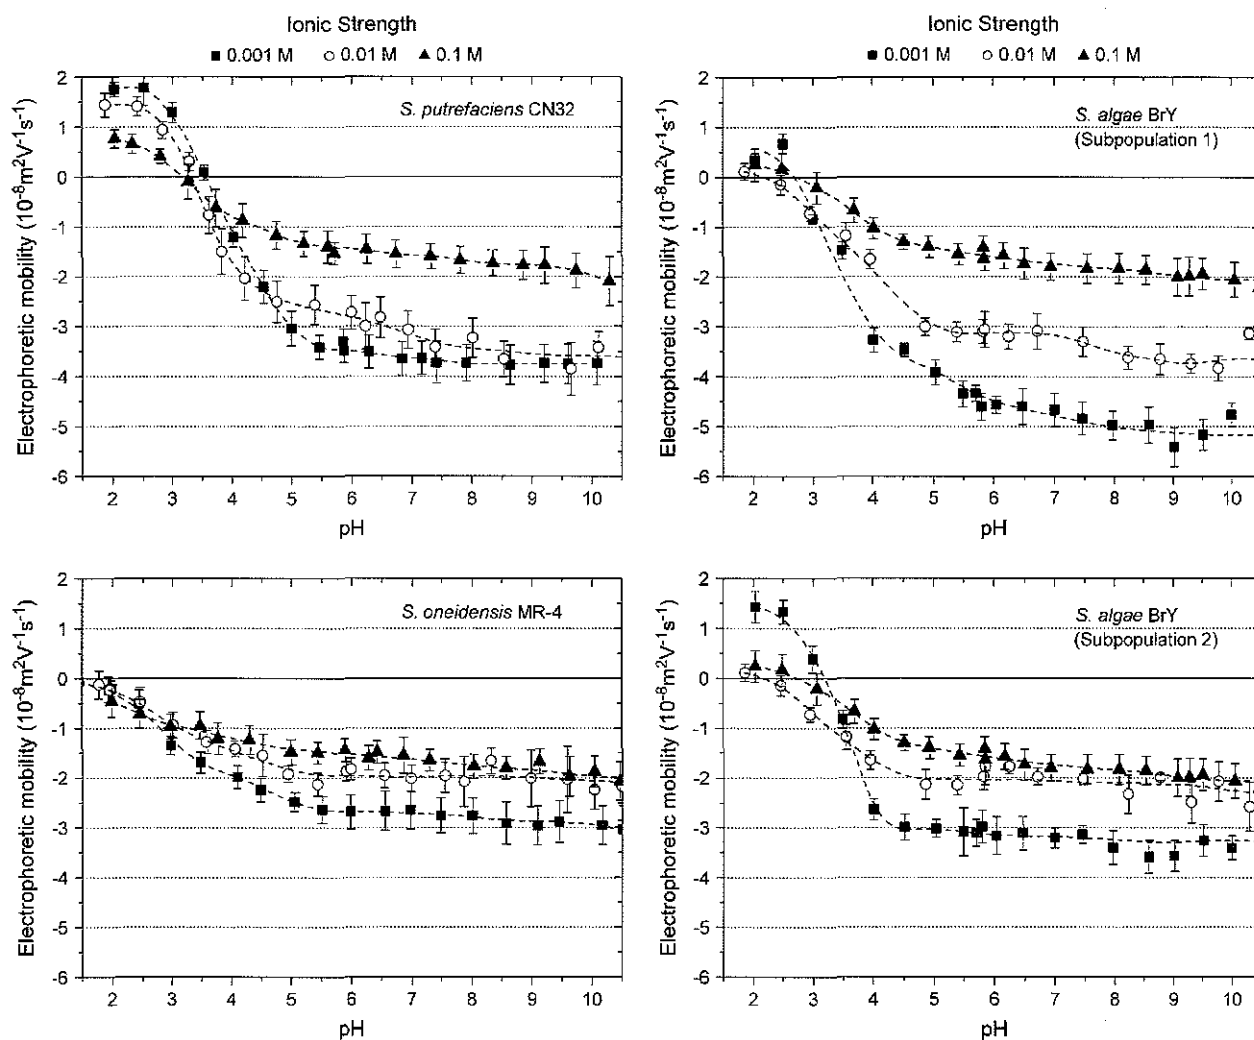 Ionic Strength
■ 0.001 M ○ 0.01 M ▲ 0.1 M
Electrophoretic mobility (10⁻⁸m²V⁻¹s⁻¹)
2
1
0
-1
-2
-3
-4
-5
-6
S. putrefaciens CN32
2 3 4 5 6 7 8 9 10
pH
Ionic Strength
■ 0.001 M ○ 0.01 M ▲ 0.1 M
Electrophoretic mobility (10⁻⁸m²V⁻¹s⁻¹)
2
1
0
-1
-2
-3
-4
-5
-6
S. algae BrY
(Subpopulation 1)
2 3 4 5 6 7 8 9 10
pH
Electrophoretic mobility (10⁻⁸m²V⁻¹s⁻¹)
2
1
0
-1
-2
-3
-4
-5
-6
S. oneidensis MR-4
2 3 4 5 6 7 8 9 10
pH
Electrophoretic mobility (10⁻⁸m²V⁻¹s⁻¹)
2
1
0
-1
-2
-3
-4
-5
-6
S. algae BrY
(Subpopulation 2)
2 3 4 5 6 7 8 9 10
pH